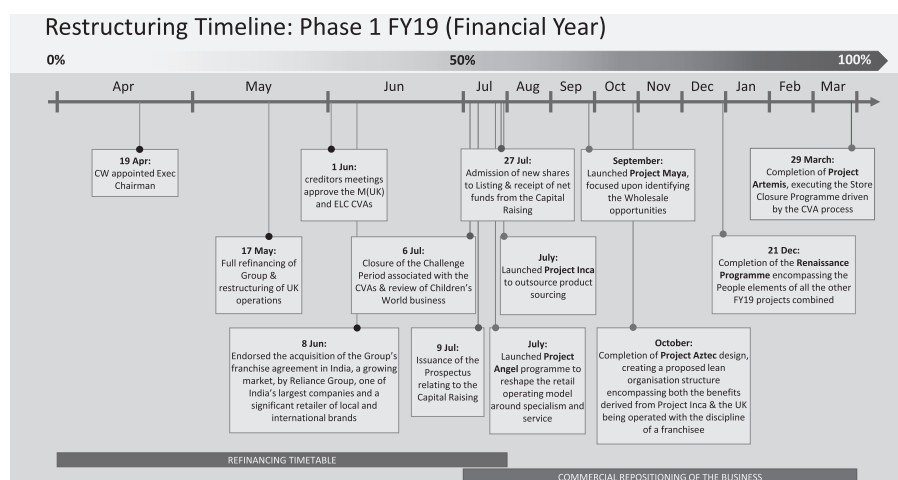 Restructuring Timeline: Phase 1 FY19 (Financial Year)
0% 50% 100%
Apr May Jun Jul Aug Sep Oct Nov Dec Jan Feb Mar
19 Apr:
CW appointed Exec
Chairman
1 Jun:
creditors meetings
approve the M(UK)
and ELC CVAs
27 Jul:
Admission of new shares
to Listing & receipt of net
funds from the Capital
Raising
September:
Launched Project Maya,
focused upon identifying
the Wholesale
opportunities
29 March:
Completion of Project
Artemis, executing the Store
Closure Programme driven
by the CVA process
17 May:
Full refinancing of
Group &
restructuring of UK
operations
6 Jul:
Closure of the Challenge
Period associated with the
CVAs & review of Children's
World business
July:
Launched Project Inca
to outsource product
sourcing
21 Dec:
Completion of the Renaissance
Programme encompassing the
People elements of all the other
FY19 projects combined
8 Jun:
Endorsed the acquisition of the Group's
franchise agreement in India, a growing
market, by Reliance Group, one of
India's largest companies and a
significant retailer of local and
international brands
9 Jul:
Issuance of the
Prospectus
relating to the
Capital Raising
July:
Launched Project
Angel programme to
reshape the retail
operating model
around specialism and
service
October:
Completion of Project Aztec design,
creating a proposed lean
organisation structure
encompassing both the benefits
derived from Project Inca & the UK
being operated with the discipline
of a franchisee
REFINANCING TIMETABLE
COMMERCIAL REPOSITIONING OF THE BUSINESS